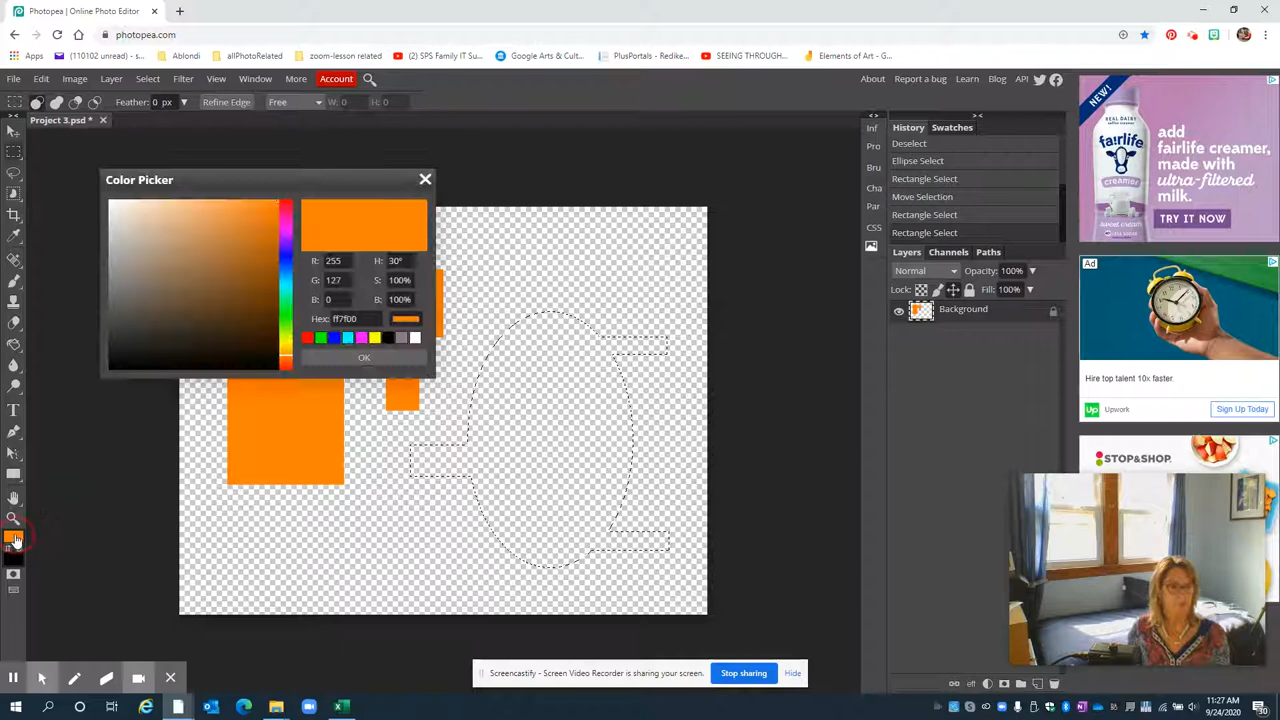 Photopea | Online Photo Editor
photopea.com
Apps
(110102 unread) - s...
Ablondi
allPhotoRelated
zoom-lesson related
(2) SPS Family IT Su...
Google Arts & Cult...
PlusPortals - Redike...
SEEING THROUGH...
Elements of Art - G...
File Edit Image Layer Select Filter View Window More Account
About Report a bug Learn Blog API
Feather: 0 px Refine Edge Free W: 0 H: 0
Project 3.psd *
Color Picker
R: 255 H: 30°
G: 127 S: 100%
B: 0 B: 100%
Hex: ff7f00
OK
Inf
Pro
Bru
Cha
Par
CSS
History Swatches
Deselect
Ellipse Select
Rectangle Select
Move Selection
Rectangle Select
Rectangle Select
Layers Channels Paths
Normal Opacity: 100%
Lock: Fill: 100%
Background
eff
NEW!
REAL DAIRY
fairlife
creamer
add
fairlife creamer,
made with
ultra-filtered
milk.
TRY IT NOW
Ad
Hire top talent 10x faster.
Up Upwork
Sign Up Today
STOP&SHOP.
Screencastify - Screen Video Recorder is sharing your screen.
Stop sharing
Hide
11:27 AM
9/24/2020